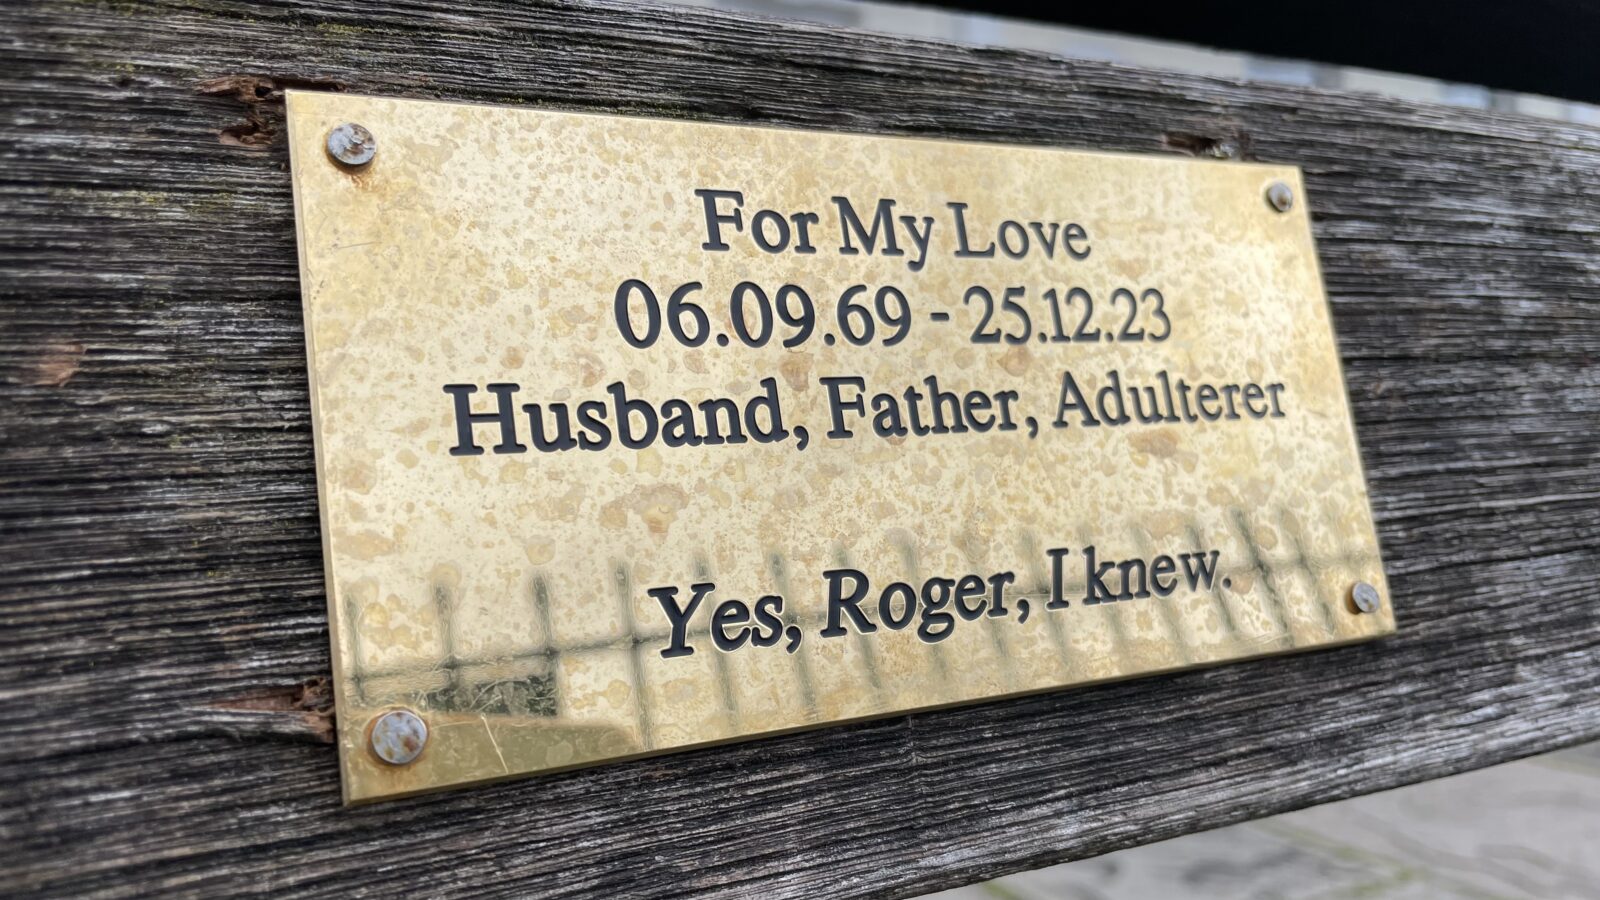 For My Love
06.09.69 - 25.12.23
Husband, Father, Adulterer
Yes, Roger, I knew.